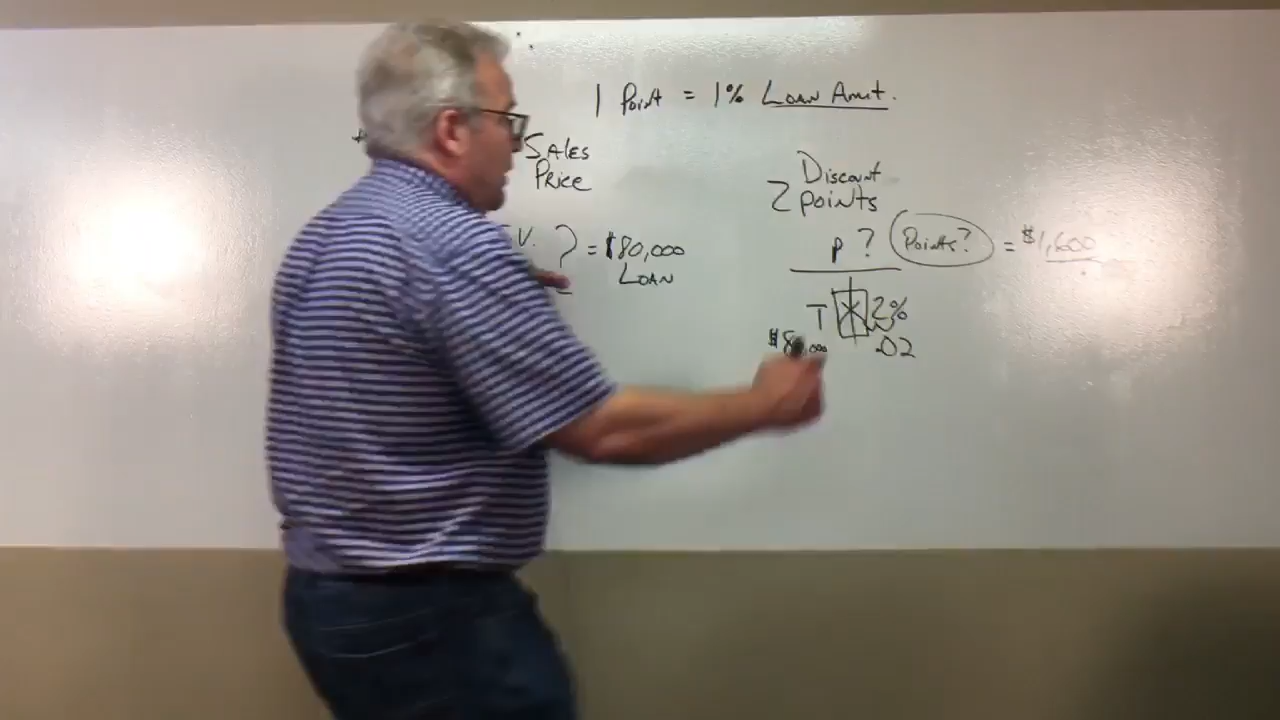 1 Point = 1% Loan Amt.
Sales
Price
Discount
2 points
V. ? = $80,000
Loan
P ? Points? = $1,600
T X 2%
.02